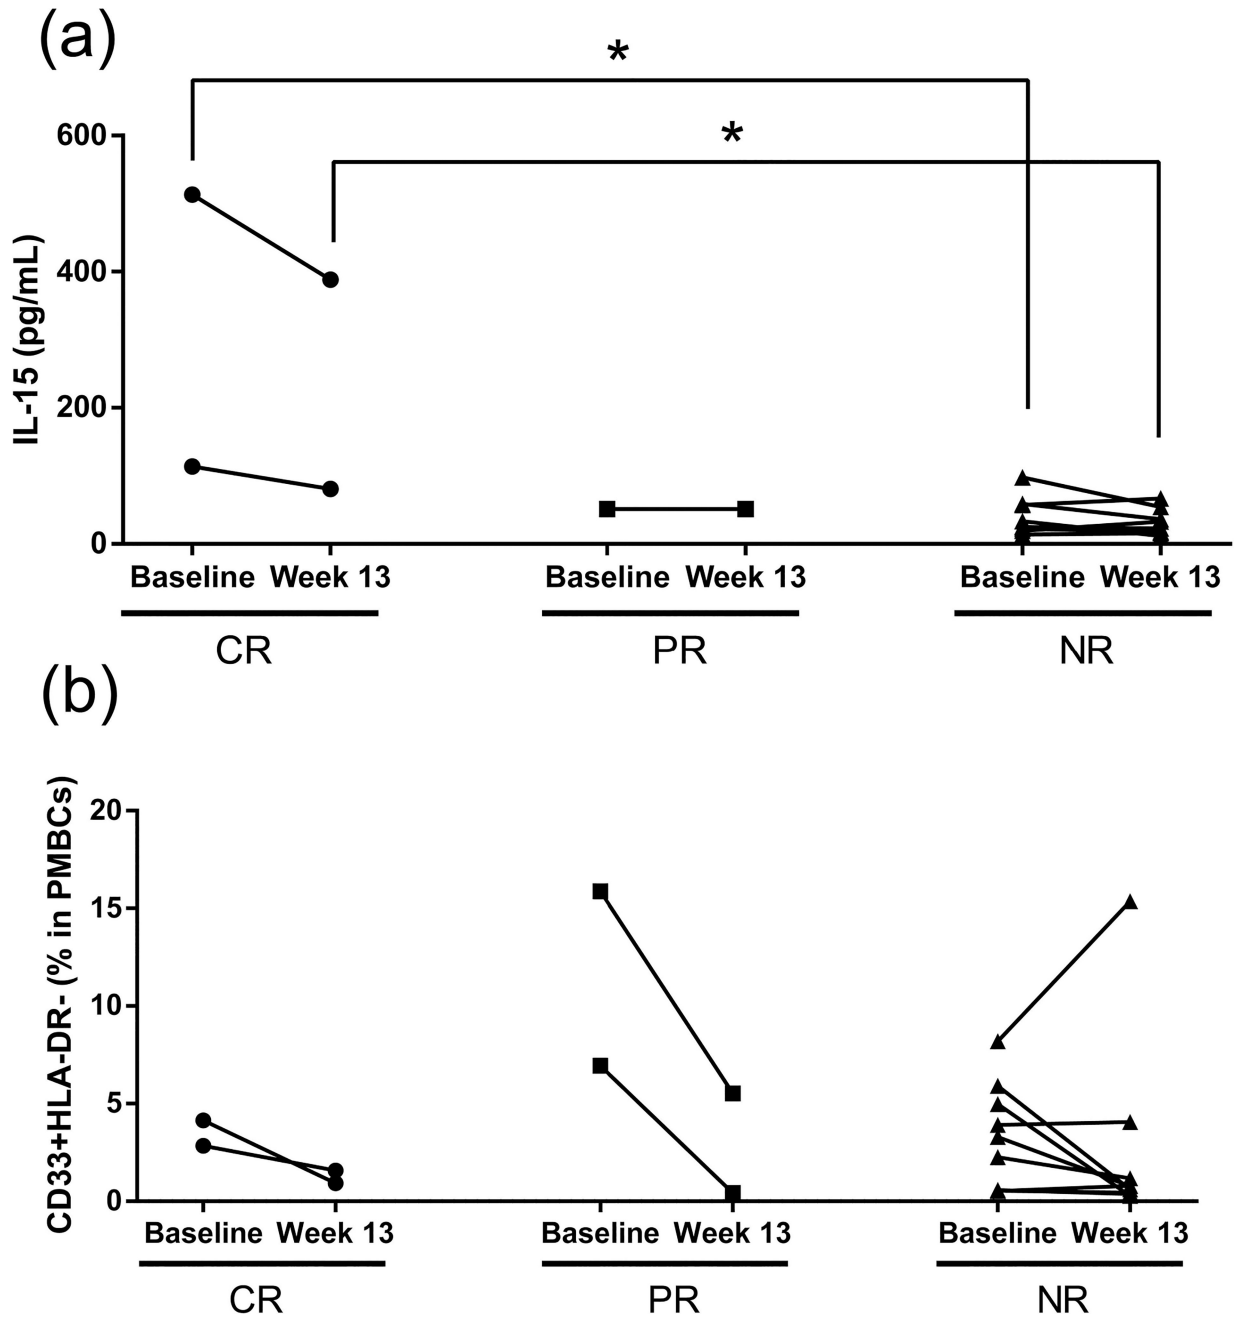 (a)
*
*
600
400
200
0
IL-15 (pg/mL)
Baseline Week 13 Baseline Week 13 Baseline Week 13
CR PR NR
(b)
20
15
10
5
0
CD33+HLA-DR- (% in PMBCs)
Baseline Week 13 Baseline Week 13 Baseline Week 13
CR PR NR